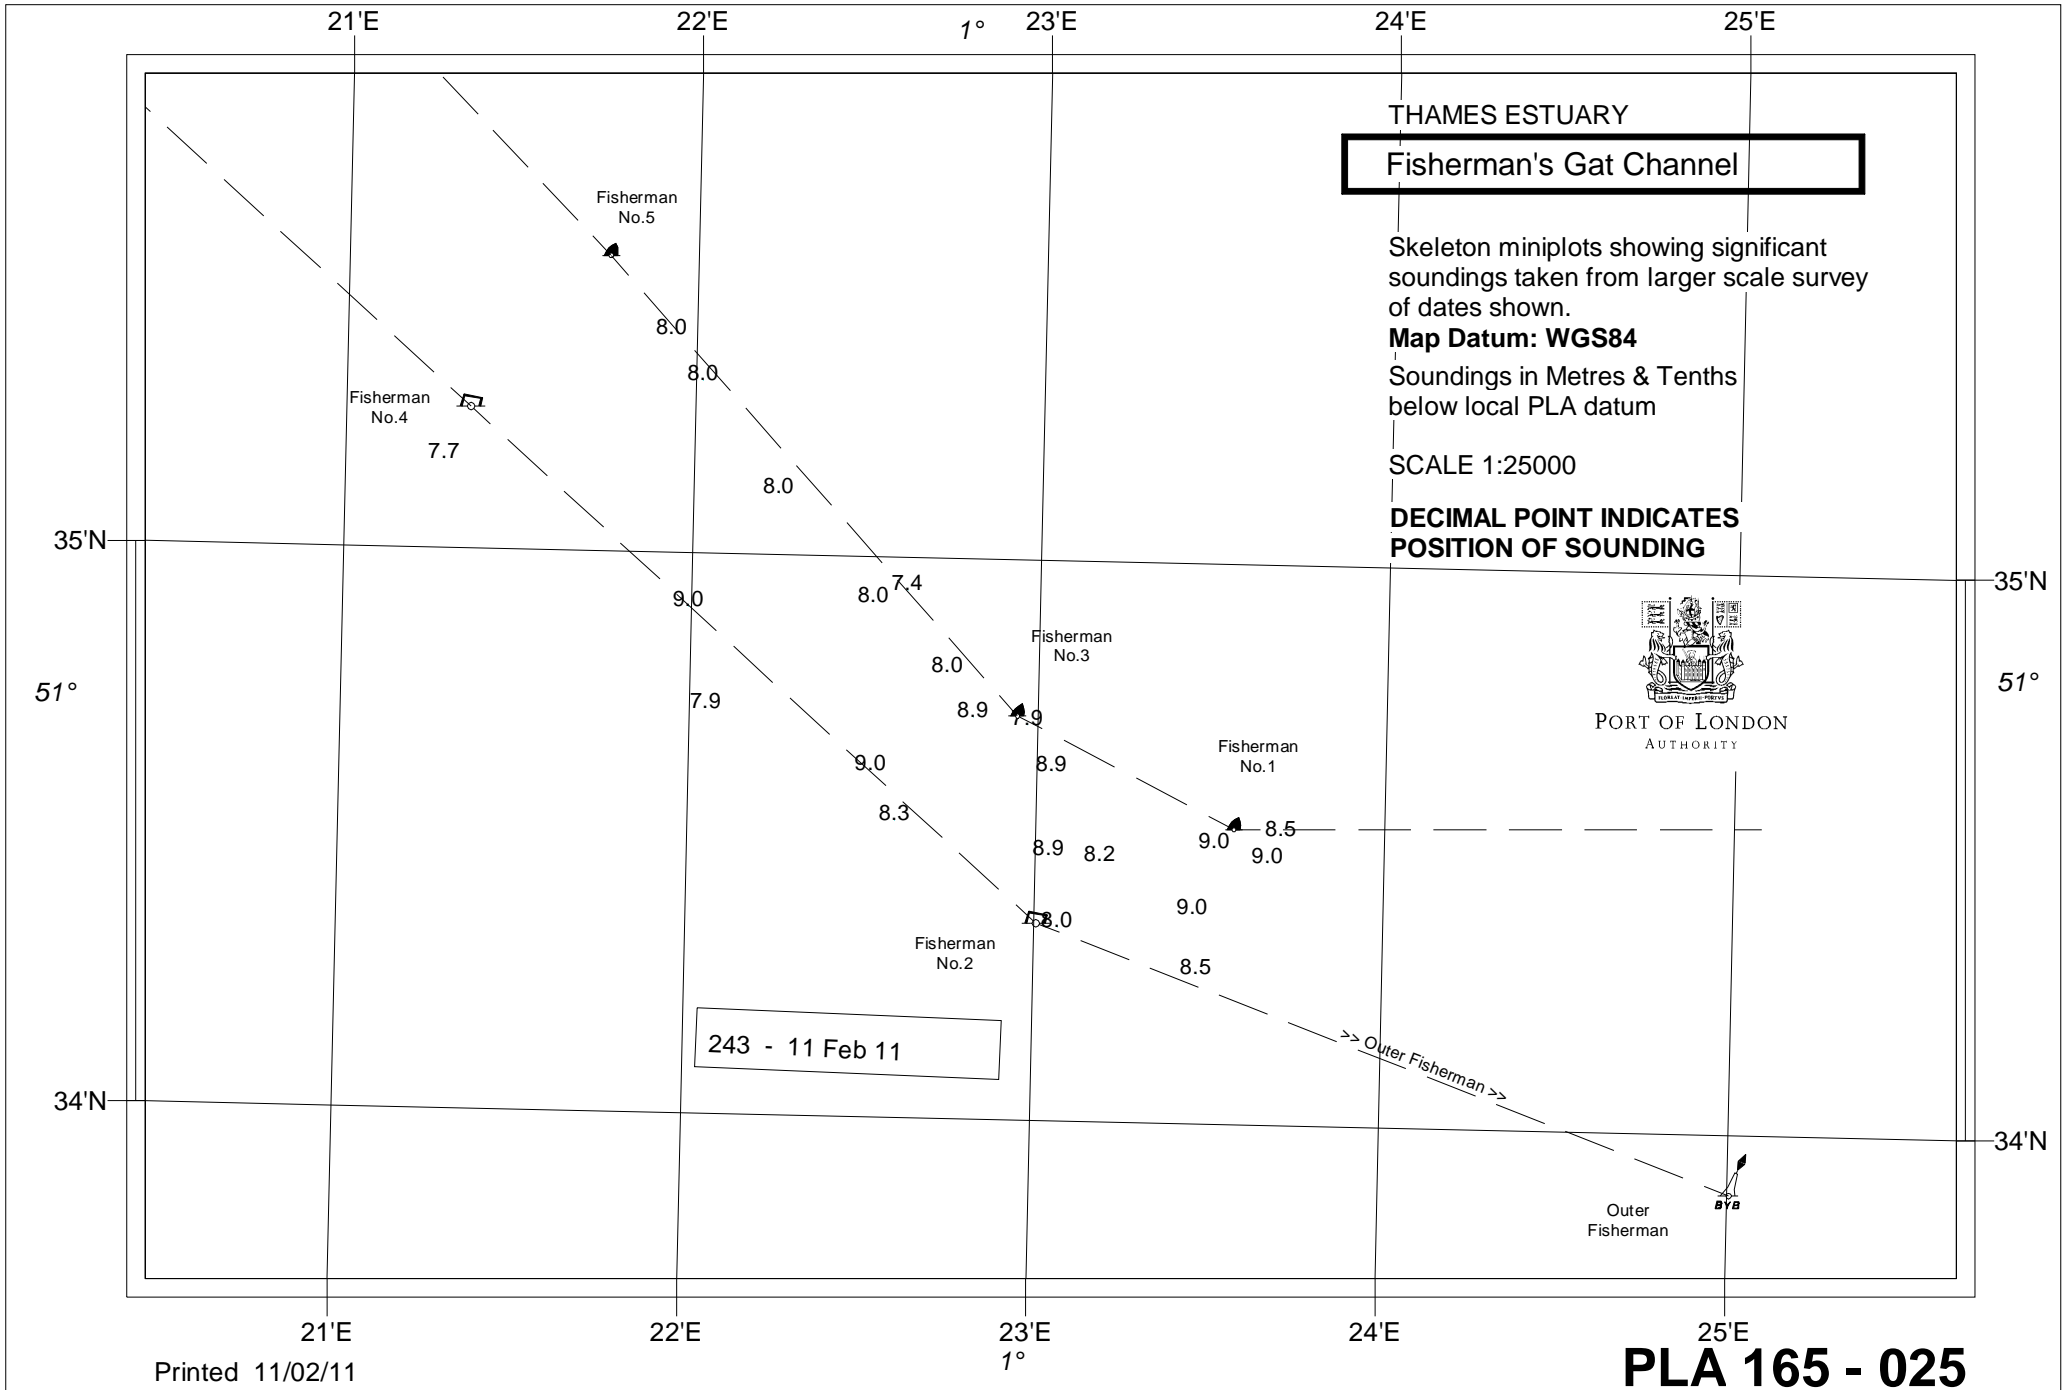 21'E 22'E 1° 23'E 24'E 25'E
THAMES ESTUARY
Fisherman's Gat Channel
Skeleton miniplots showing significant
soundings taken from larger scale survey
of dates shown.
Map Datum: WGS84
Soundings in Metres & Tenths
below local PLA datum
SCALE 1:25000
DECIMAL POINT INDICATES
POSITION OF SOUNDING
Fisherman
No.5
8.0
8.0
Fisherman
No.4
7.7
8.0
35'N
35'N
7.4
8.0
9.0
Fisherman
No.3
8.0
51°
51°
7.9
8.9
7.9
PORT OF LONDON
AUTHORITY
Fisherman
No.1
9.0
8.9
8.3
8.5
9.0
8.9
8.2
9.0
9.0
8.0
Fisherman
No.2
8.5
243 - 11 Feb 11
>> Outer Fisherman >>
34'N
34'N
BYB
Outer
Fisherman
21'E 22'E 23'E 24'E 25'E
1°
Printed 11/02/11
PLA 165 - 025